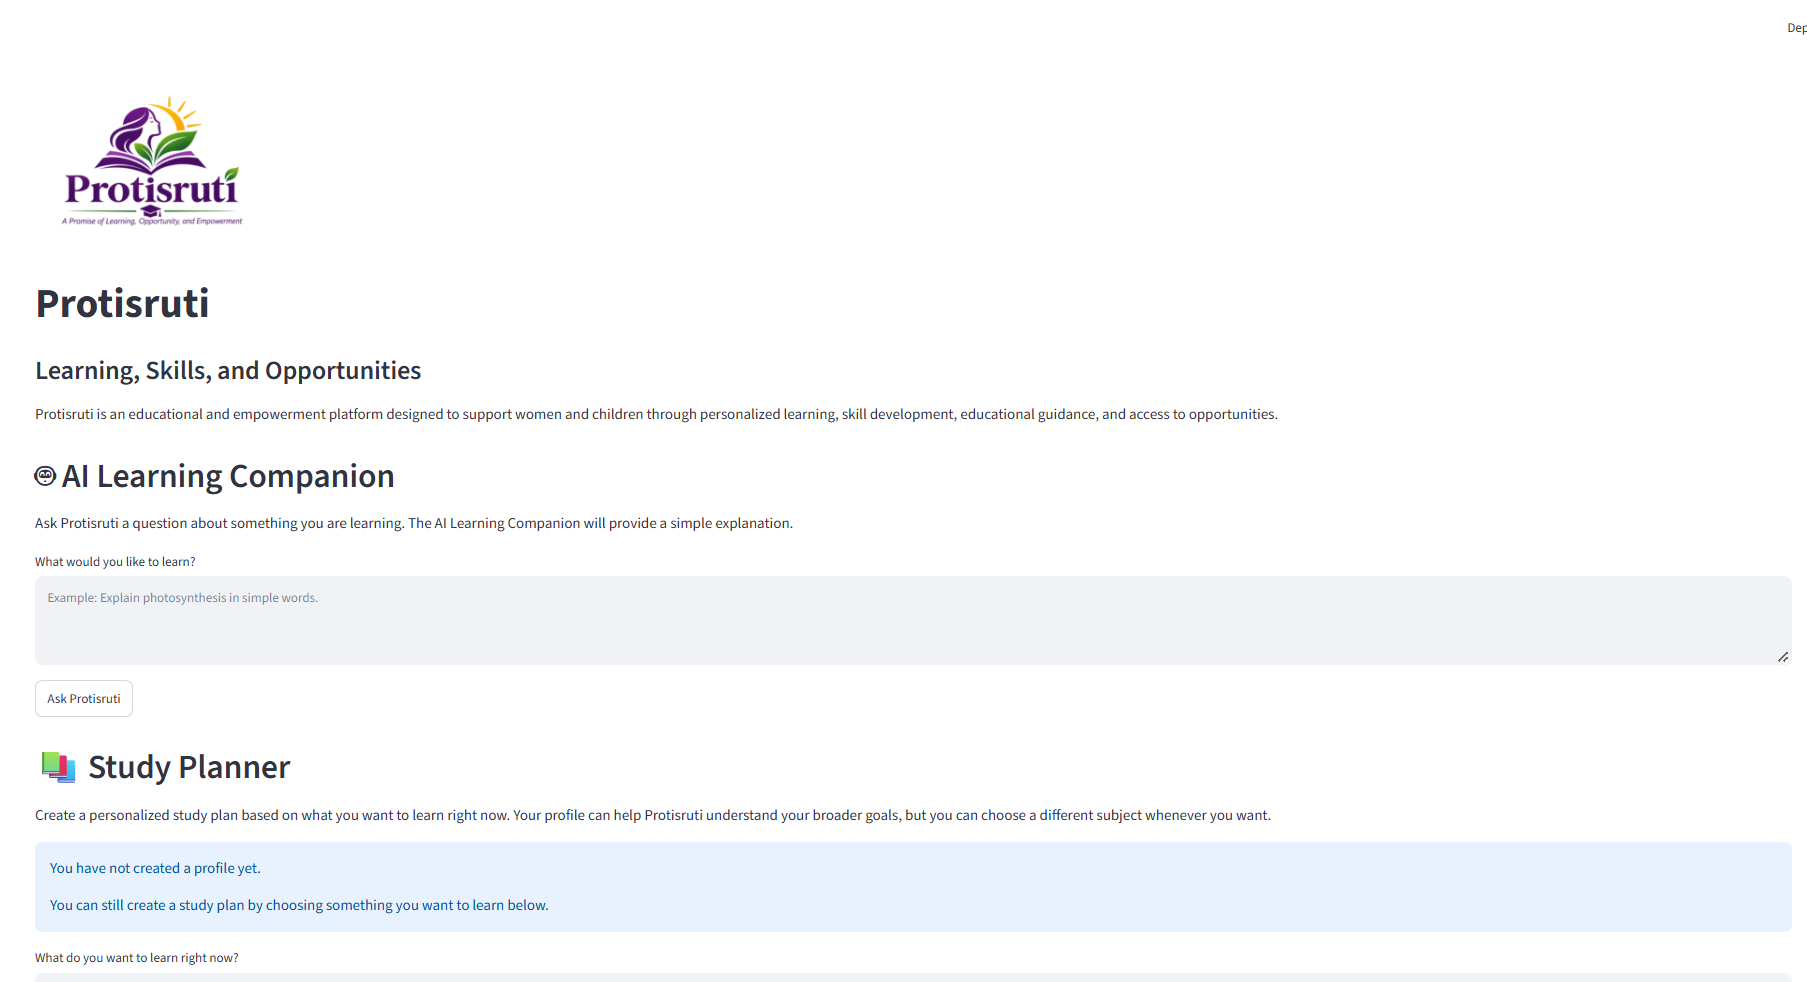 Dep
Protisruti
A Promise of Learning, Opportunity, and Empowerment
Protisruti
Learning, Skills, and Opportunities
Protisruti is an educational and empowerment platform designed to support women and children through personalized learning, skill development, educational guidance, and access to opportunities.
AI Learning Companion
Ask Protisruti a question about something you are learning. The AI Learning Companion will provide a simple explanation.
What would you like to learn?
Example: Explain photosynthesis in simple words.
Ask Protisruti
Study Planner
Create a personalized study plan based on what you want to learn right now. Your profile can help Protisruti understand your broader goals, but you can choose a different subject whenever you want.
You have not created a profile yet.
You can still create a study plan by choosing something you want to learn below.
What do you want to learn right now?